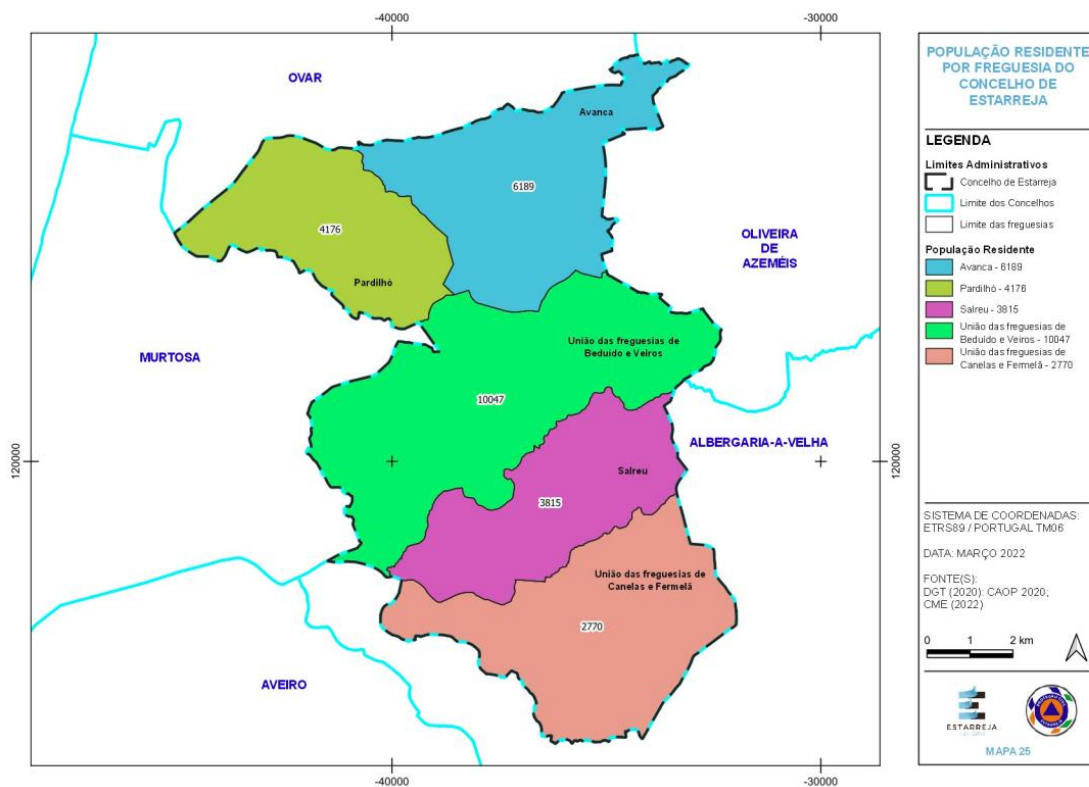 -40000
-30000
OVAR
Avanca
6189
4176
Pardilhó
OLIVEIRA
DE
AZEMÉIS
MURTOSA
União das freguesias de
Beduido e Veiros
10047
ALBERGARIA-A-VELHA
120000
120000
Salreu
3815
União das freguesias de
Canelas e Fermelã
2770
AVEIRO
-40000
-30000
POPULAÇÃO RESIDENTE
POR FREGUESIA DO
CONCELHO DE
ESTARREJA
LEGENDA
Limites Administrativos
Concelho de Estarreja
Limite dos Concelhos
Limite das freguesias
População Residente
Avanca - 6189
Pardilhó - 4176
Salreu - 3815
União das freguesias de
Beduido e Veiros - 10047
União das freguesias de
Canelas e Fermelã - 2770
SISTEMA DE COORDENADAS:
ETRS89 / PORTUGAL TM06
DATA: MARÇO 2022
FONTE(S):
DGT (2020): CAOP 2020;
CME (2022)
0 1 2 km
ESTARREJA
MAPA 25